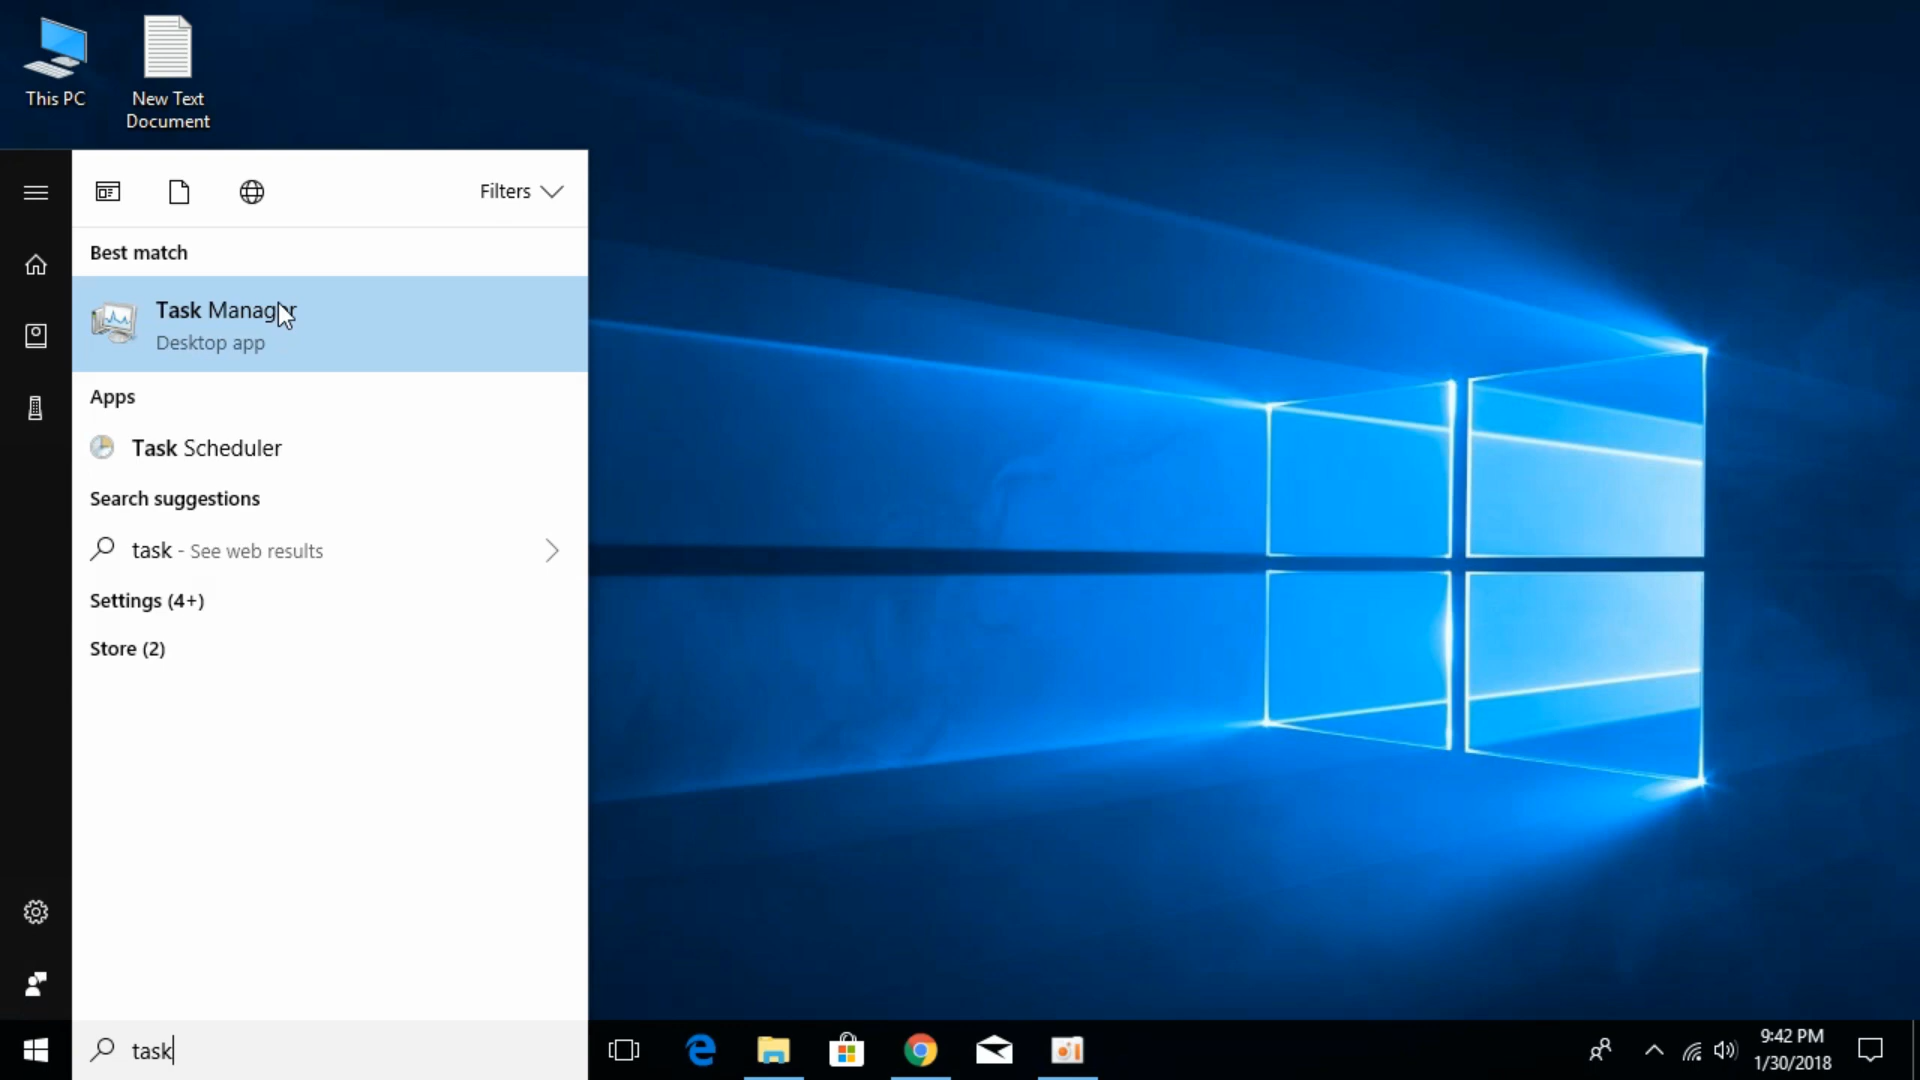 This PC
New Text
Document
Filters
Best match
Task Manager
Desktop app
Apps
Task Scheduler
Search suggestions
task - See web results
Settings (4+)
Store (2)
task
9:42 PM
1/30/2018